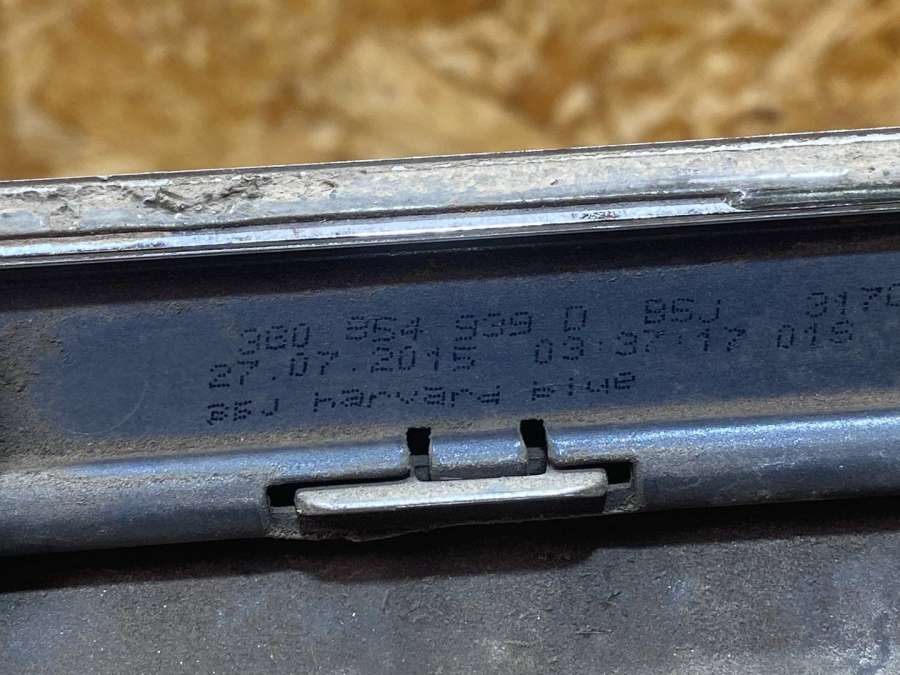 3G0 854 939 D B5J 317
27.07.2015 03:37:17 019
B5J Harvard blue